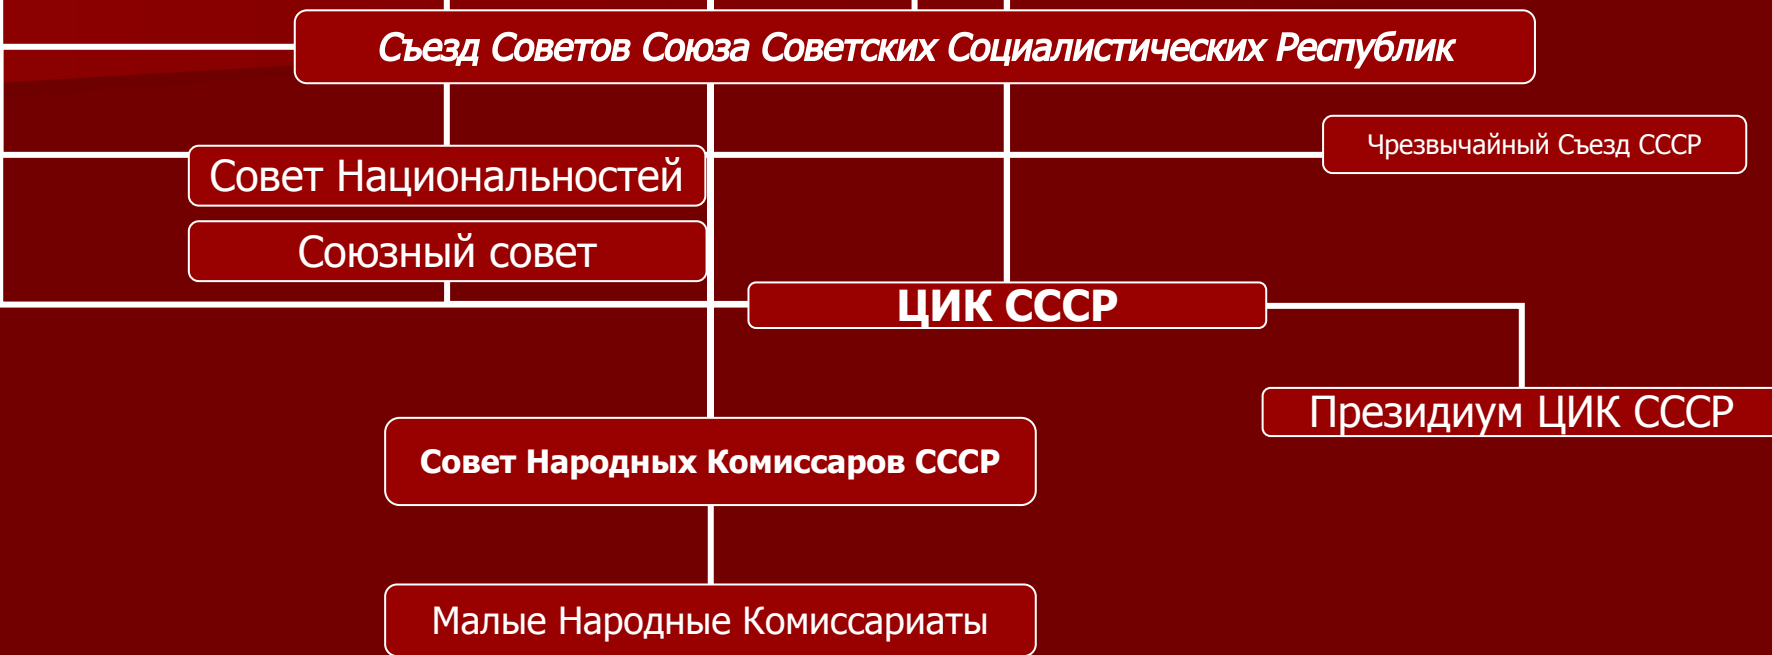 Съезд Советов Союза Советских Социалистических Республик
Чрезвычайный Съезд СССР
Совет Национальностей
Союзный совет
ЦИК СССР
Президиум ЦИК СССР
Совет Народных Комиссаров СССР
Малые Народные Комиссариаты